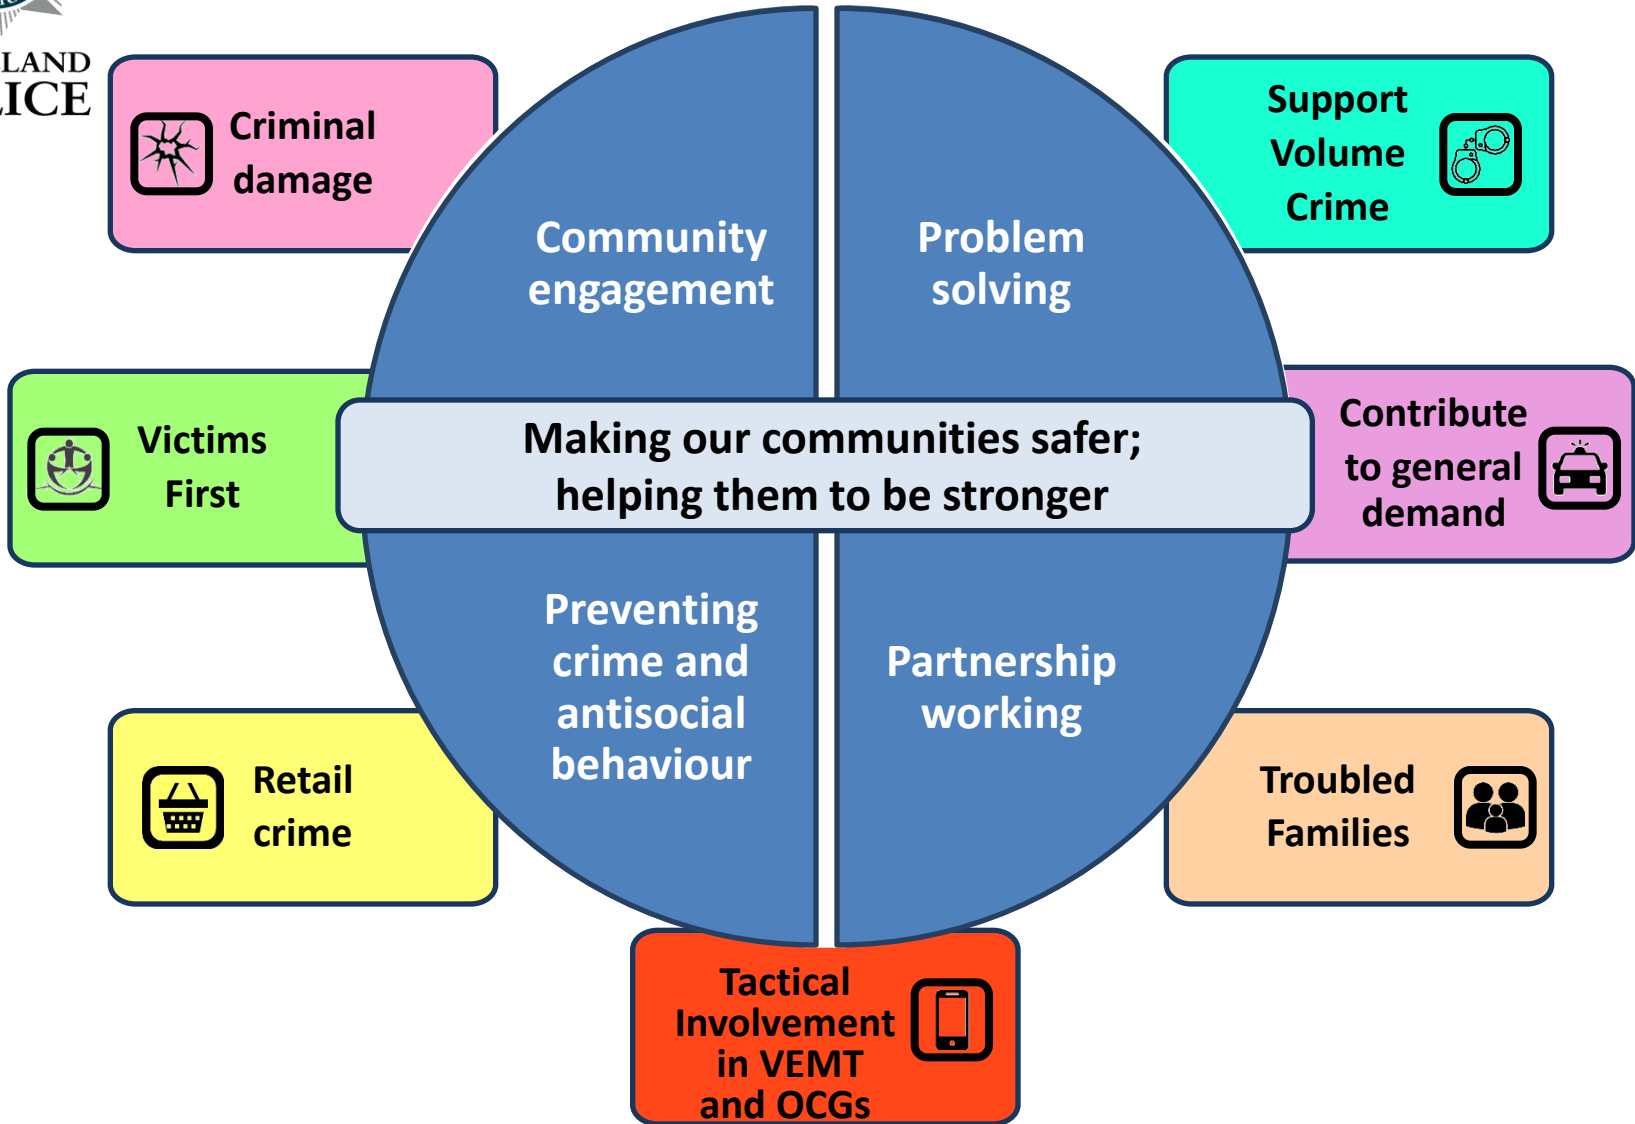 LAND
LICE
Criminal
damage
Support
Volume
Crime
Community
engagement
Problem
solving
Victims
First
Making our communities safer;
helping them to be stronger
Contribute
to general
demand
Preventing
crime and
antisocial
behaviour
Partnership
working
Retail
crime
Troubled
Families
Tactical
Involvement
in VEMT
and OCGs